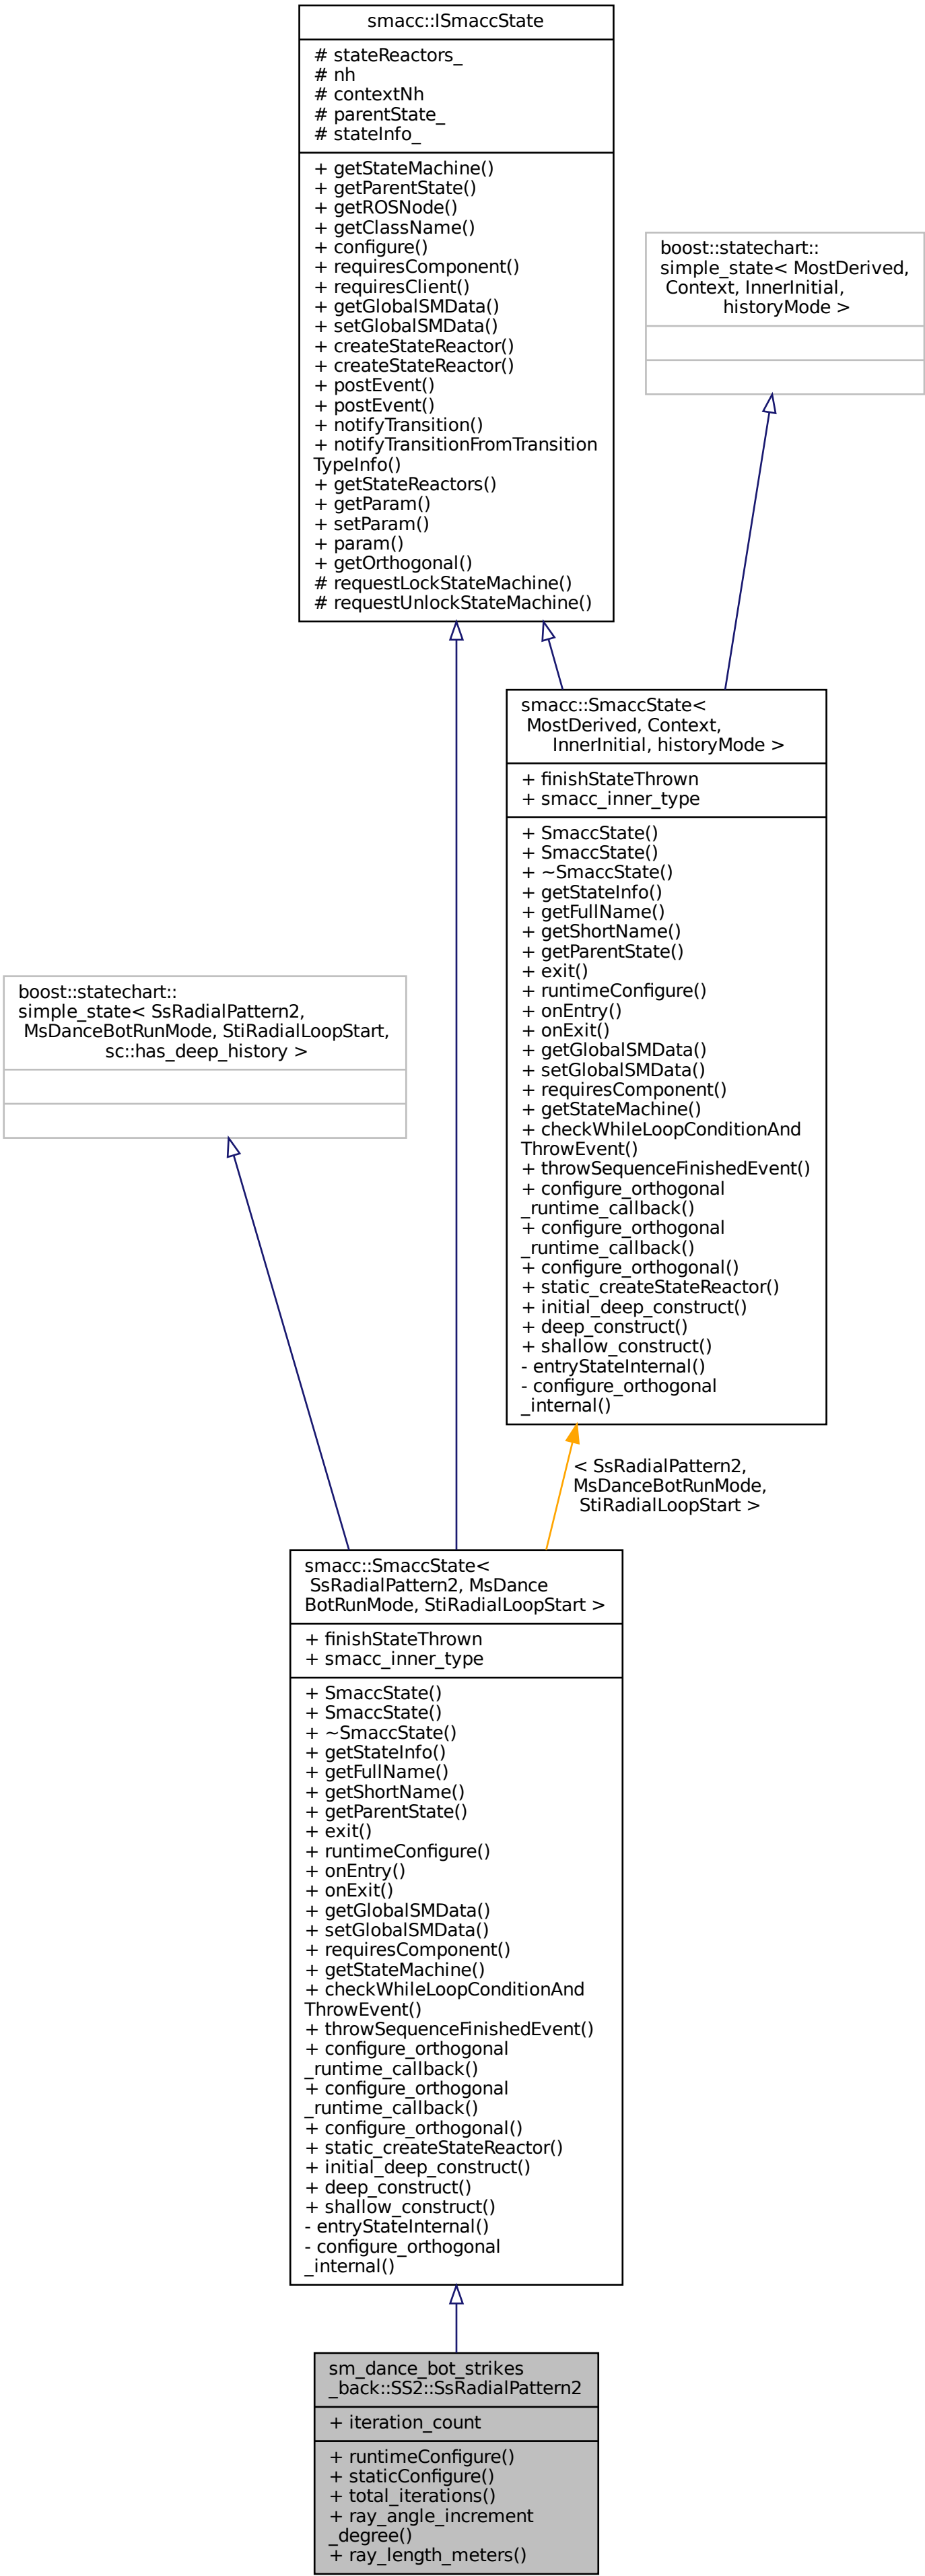 smacc::ISmaccState
# stateReactors_
# nh
# contextNh
# parentState_
# stateInfo_
+ getStateMachine()
+ getParentState()
+ getROSNode()
+ getClassName()
+ configure()
+ requiresComponent()
+ requiresClient()
+ getGlobalSMData()
+ setGlobalSMData()
+ createStateReactor()
+ createStateReactor()
+ postEvent()
+ postEvent()
+ notifyTransition()
+ notifyTransitionFromTransition
TypeInfo()
+ getStateReactors()
+ getParam()
+ setParam()
+ param()
+ getOrthogonal()
# requestLockStateMachine()
# requestUnlockStateMachine()
boost::statechart::
simple_state< MostDerived,
Context, InnerInitial,
historyMode >
smacc::SmaccState<
MostDerived, Context,
InnerInitial, historyMode >
+ finishStateThrown
+ smacc_inner_type
+ SmaccState()
+ SmaccState()
+ ~SmaccState()
+ getStateInfo()
+ getFullName()
+ getShortName()
+ getParentState()
+ exit()
+ runtimeConfigure()
+ onEntry()
+ onExit()
+ getGlobalSMData()
+ setGlobalSMData()
+ requiresComponent()
+ getStateMachine()
+ checkWhileLoopConditionAnd
ThrowEvent()
+ throwSequenceFinishedEvent()
+ configure_orthogonal
_runtime_callback()
+ configure_orthogonal
_runtime_callback()
+ configure_orthogonal()
+ static_createStateReactor()
+ initial_deep_construct()
+ deep_construct()
+ shallow_construct()
- entryStateInternal()
- configure_orthogonal
_internal()
boost::statechart::
simple_state< SsRadialPattern2,
MsDanceBotRunMode, StiRadialLoopStart,
sc::has_deep_history >
< SsRadialPattern2,
MsDanceBotRunMode,
StiRadialLoopStart >
smacc::SmaccState<
SsRadialPattern2, MsDance
BotRunMode, StiRadialLoopStart >
+ finishStateThrown
+ smacc_inner_type
+ SmaccState()
+ SmaccState()
+ ~SmaccState()
+ getStateInfo()
+ getFullName()
+ getShortName()
+ getParentState()
+ exit()
+ runtimeConfigure()
+ onEntry()
+ onExit()
+ getGlobalSMData()
+ setGlobalSMData()
+ requiresComponent()
+ getStateMachine()
+ checkWhileLoopConditionAnd
ThrowEvent()
+ throwSequenceFinishedEvent()
+ configure_orthogonal
_runtime_callback()
+ configure_orthogonal
_runtime_callback()
+ configure_orthogonal()
+ static_createStateReactor()
+ initial_deep_construct()
+ deep_construct()
+ shallow_construct()
- entryStateInternal()
- configure_orthogonal
_internal()
sm_dance_bot_strikes
_back::SS2::SsRadialPattern2
+ iteration_count
+ runtimeConfigure()
+ staticConfigure()
+ total_iterations()
+ ray_angle_increment
_degree()
+ ray_length_meters()